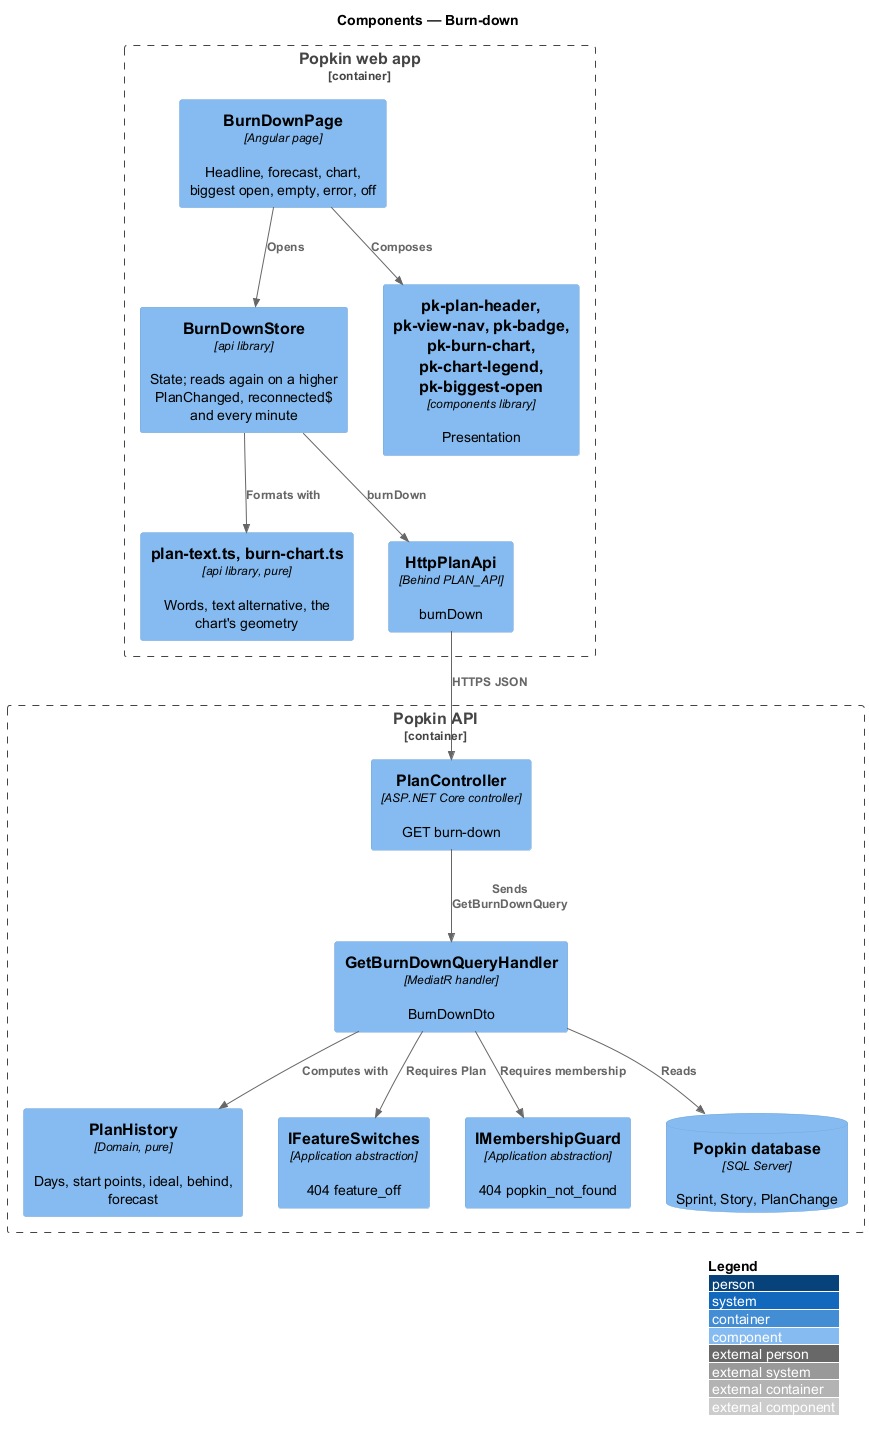 Components — Burn-down
Popkin web app
[container]
BurnDownPage
[Angular page]
Headline, forecast, chart,
biggest open, empty, error, off
Opens
Composes
BurnDownStore
[api library]
State; reads again on a higher
PlanChanged, reconnected$
and every minute
pk-plan-header,
pk-view-nav, pk-badge,
pk-burn-chart,
pk-chart-legend,
pk-biggest-open
[components library]
Presentation
Formats with
burnDown
plan-text.ts, burn-chart.ts
[api library, pure]
Words, text alternative, the
chart's geometry
HttpPlanApi
[Behind PLAN_API]
burnDown
HTTPS JSON
Popkin API
[container]
PlanController
[ASP.NET Core controller]
GET burn-down
Sends
GetBurnDownQuery
GetBurnDownQueryHandler
[MediatR handler]
BurnDownDto
Computes with
Requires Plan
Requires membership
Reads
PlanHistory
[Domain, pure]
Days, start points, ideal, behind,
forecast
IFeatureSwitches
[Application abstraction]
404 feature_off
IMembershipGuard
[Application abstraction]
404 popkin_not_found
Popkin database
[SQL Server]
Sprint, Story, PlanChange
Legend
person
system
container
component
external person
external system
external container
external component